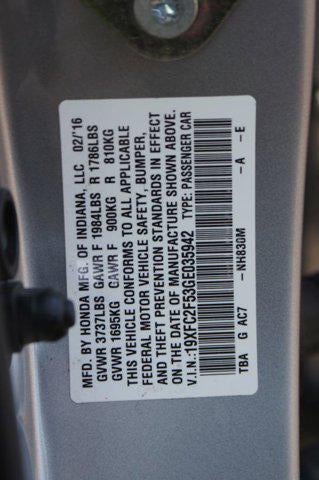 MFD. BY HONDA MFG. OF INDIANA, LLC 02/'16
GVWR 3737LBS GAWR F 1984LBS R 1786LBS
GVWR 1695KG GAWR F 900KG R 810KG
THIS VEHICLE CONFORMS TO ALL APPLICABLE
FEDERAL MOTOR VEHICLE SAFETY, BUMPER,
AND THEFT PREVENTION STANDARDS IN EFFECT
ON THE DATE OF MANUFACTURE SHOWN ABOVE.
V.I.N.:19XFC2F53GE035942 TYPE: PASSENGER CAR
TBA G AC7 -NH830M -A -E